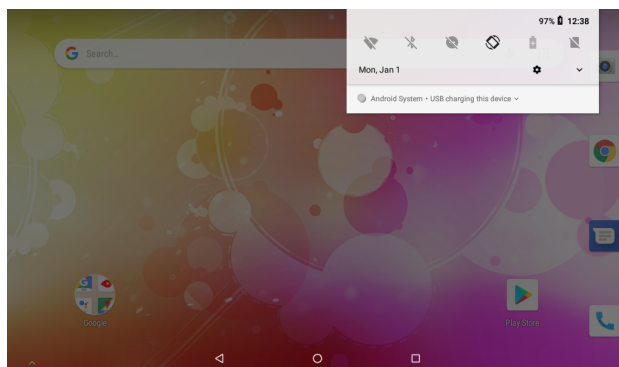 97% 12:38
Search...
Mon, Jan 1
Android System • USB charging this device
Google
Play Store